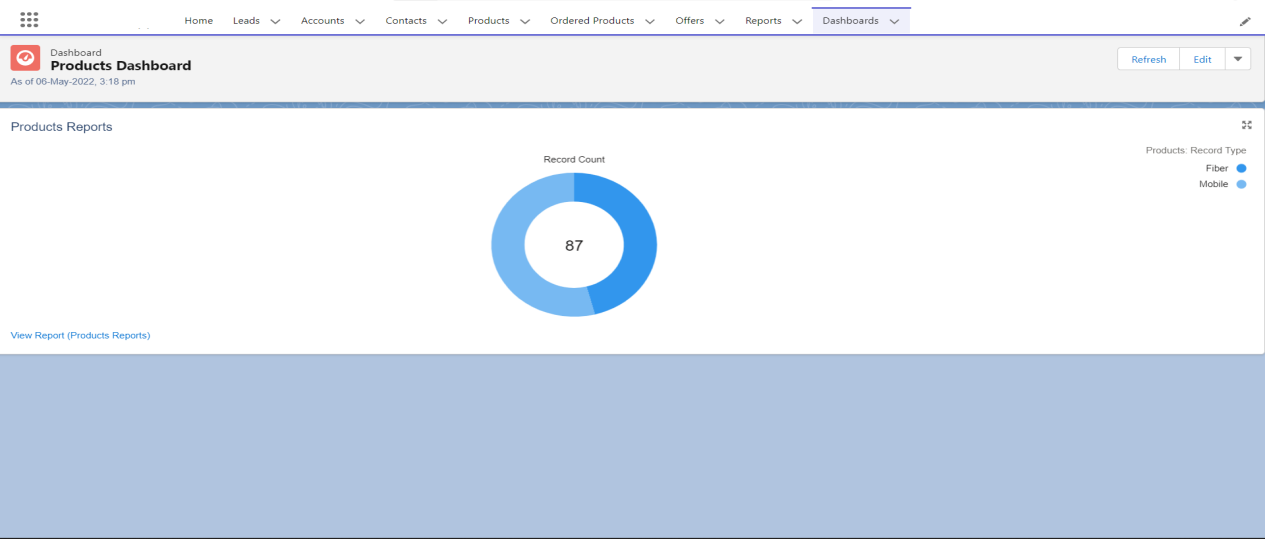 Home Leads Accounts Contacts Products Ordered Products Offers Reports Dashboards
Dashboard
Products Dashboard
As of 06-May-2022, 3:18 pm
Refresh Edit
Products Reports
Record Count
87
Products: Record Type
Fiber
Mobile
View Report (Products Reports)